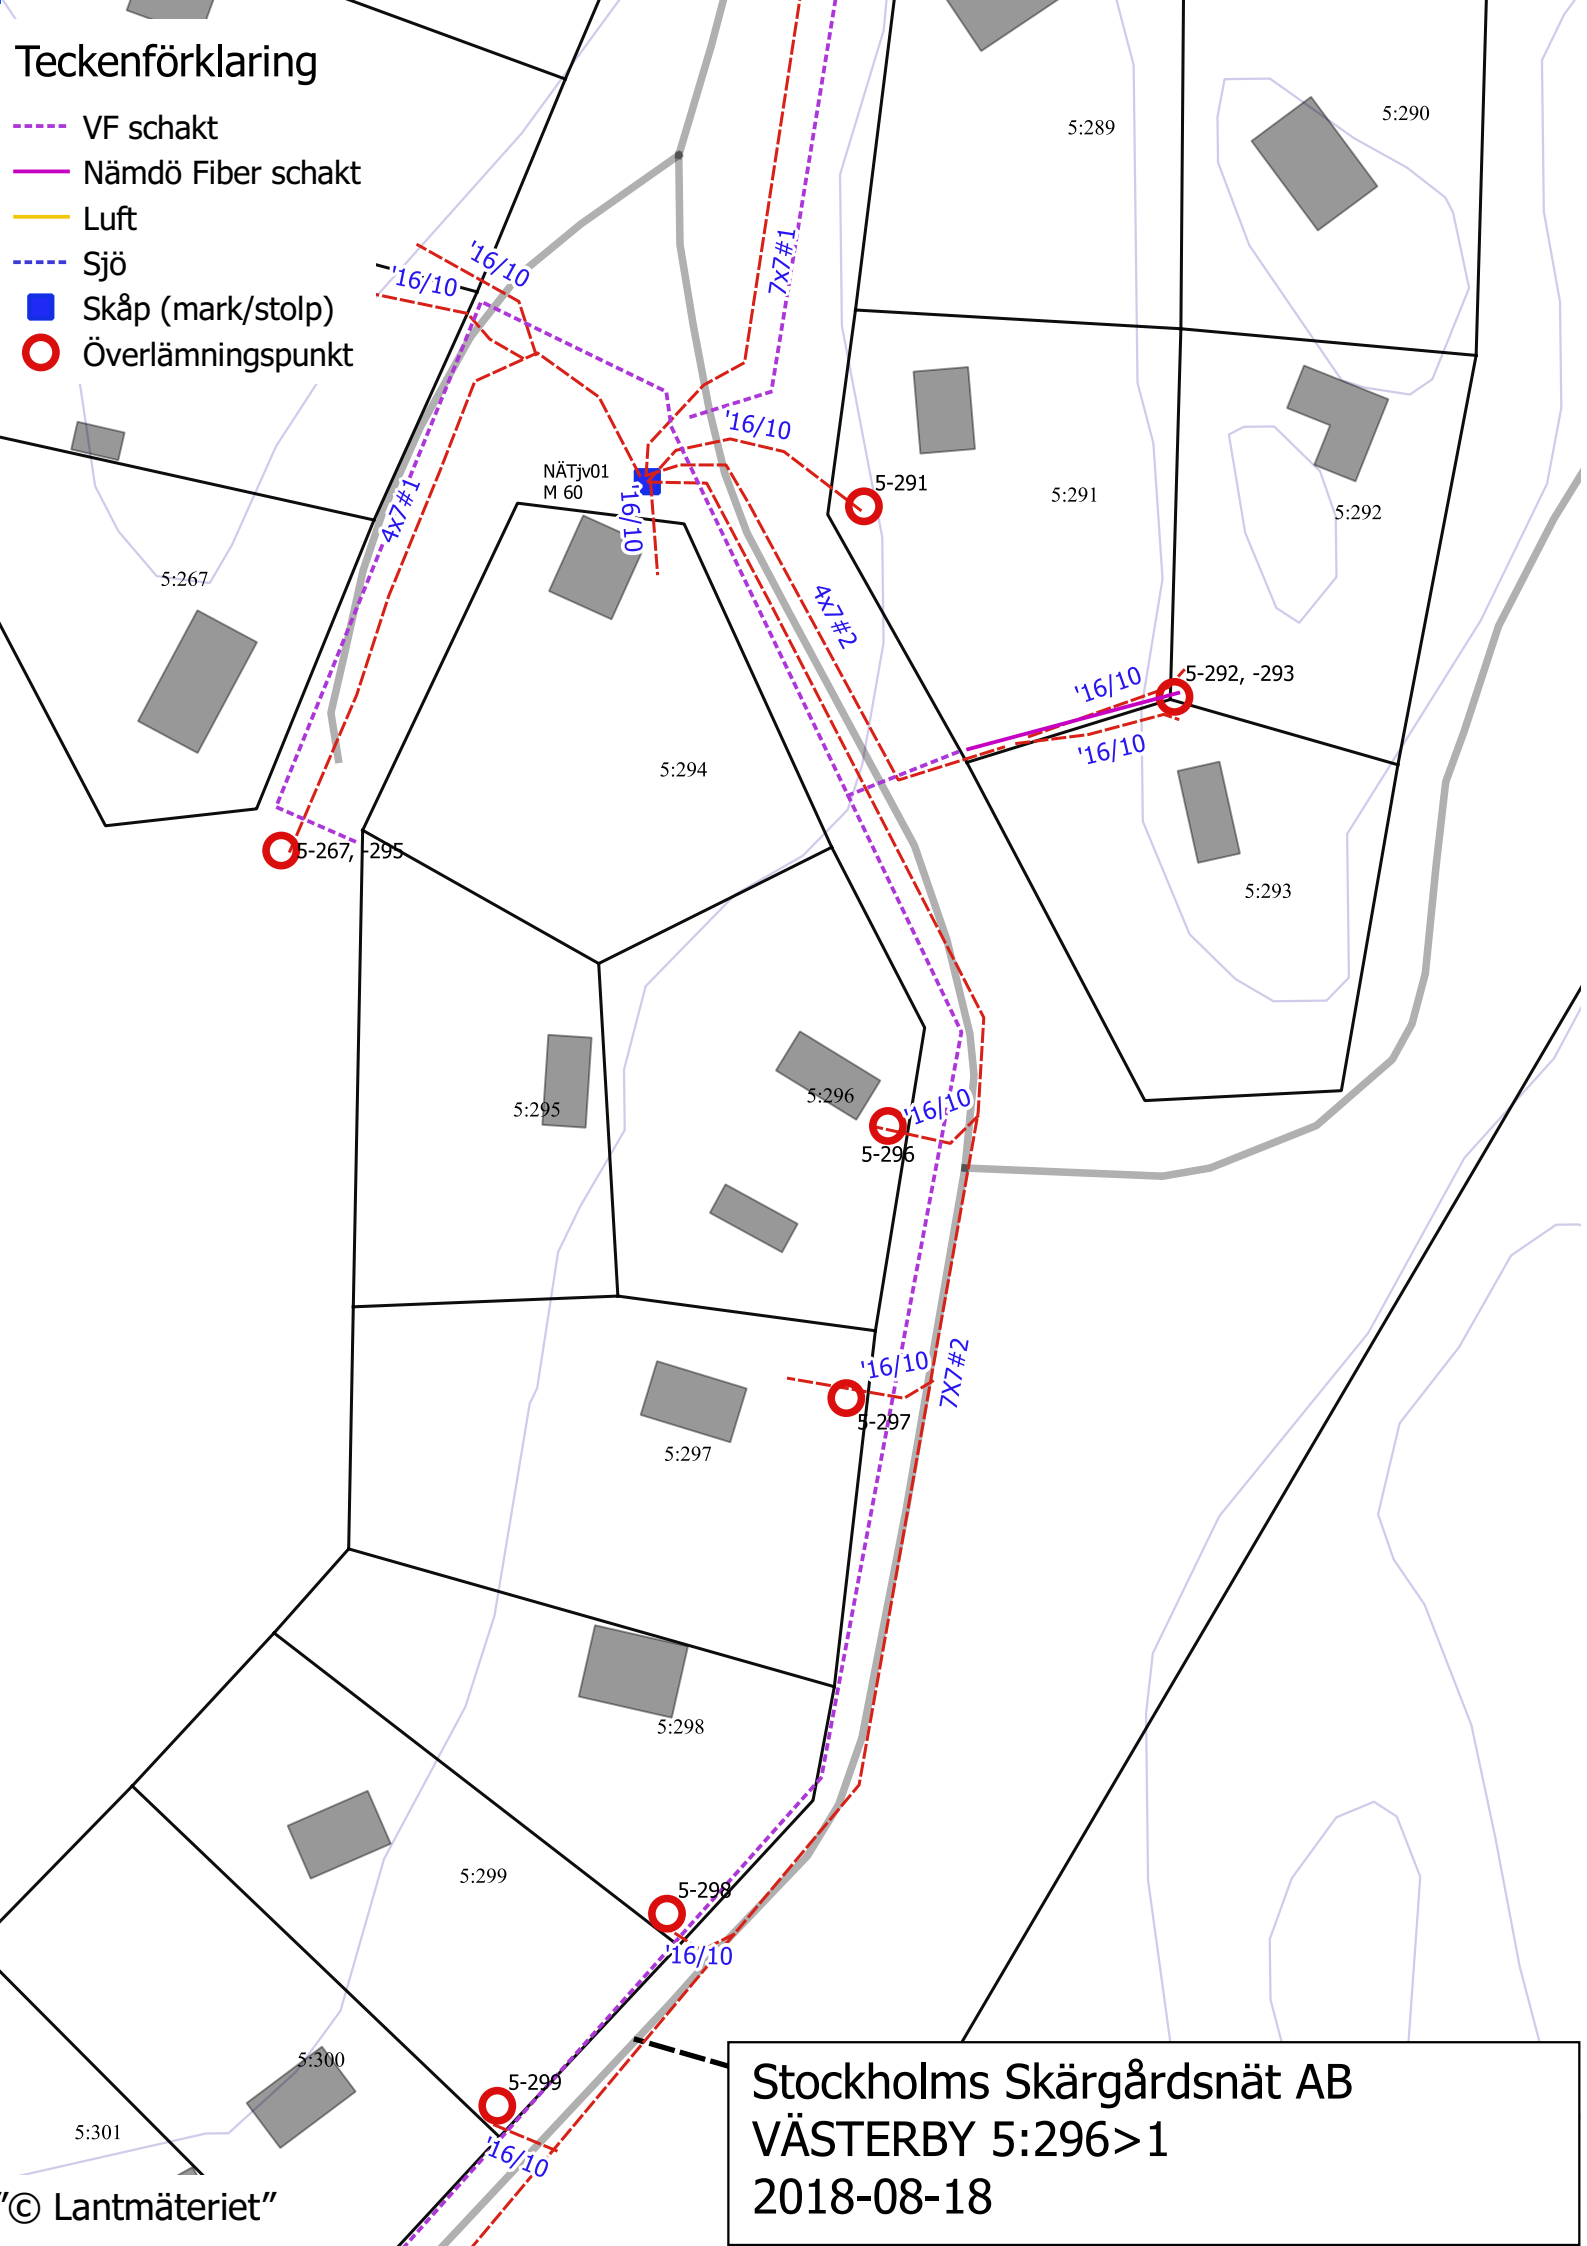 Teckenförklaring
VF schakt
Nämdö Fiber schakt
Luft
Sjö
Skåp (mark/stolp)
Överlämningspunkt
5:289
5:290
'16/10
'16/10
7x7#1
'16/10
NÄTjv01
M 60
'16/10
4x7#1
5-291
5:291
5:292
5:267
4x7#2
'16/10
5-292, -293
'16/10
5:294
5-267, -295
5:293
5:295
5:296
'16/10
5-296
'16/10
7X7#2
5-297
5:297
5:298
5:299
5-298
'16/10
5:300
5-299
5:301
'16/10
Stockholms Skärgårdsnät AB
VÄSTERBY 5:296>1
2018-08-18
"© Lantmäteriet"